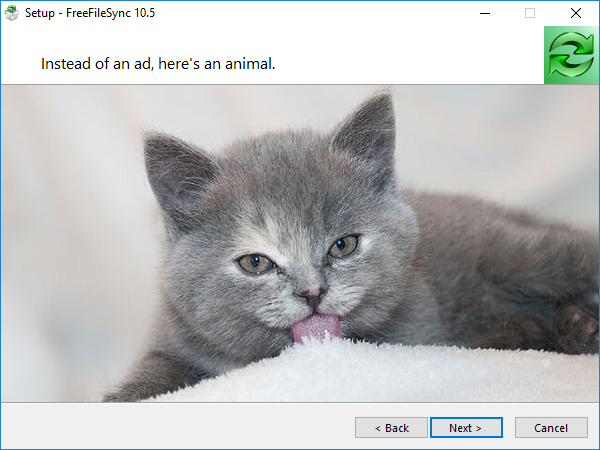 Setup - FreeFileSync 10.5
Instead of an ad, here's an animal.
< Back
Next >
Cancel